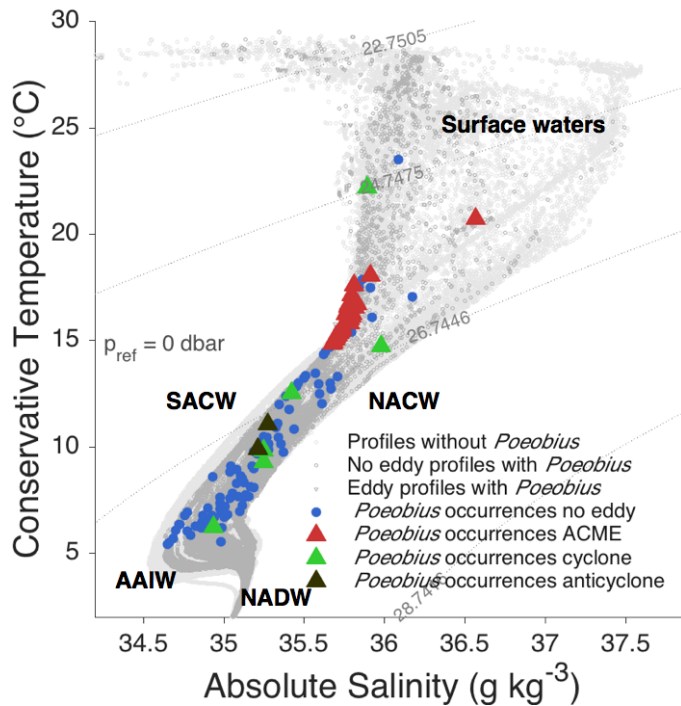 30
25
20
15
10
5
Conservative Temperature (°C)
22.7505
Surface waters
24.7475
26.7446
p_ref = 0 dbar
SACW
NACW
Profiles without Poeobius
No eddy profiles with Poeobius
Eddy profiles with Poeobius
Poeobius occurrences no eddy
Poeobius occurrences ACME
Poeobius occurrences cyclone
Poeobius occurrences anticyclone
AAIW
NADW
34.5
35
35.5
36
36.5
37
37.5
Absolute Salinity (g kg⁻³)